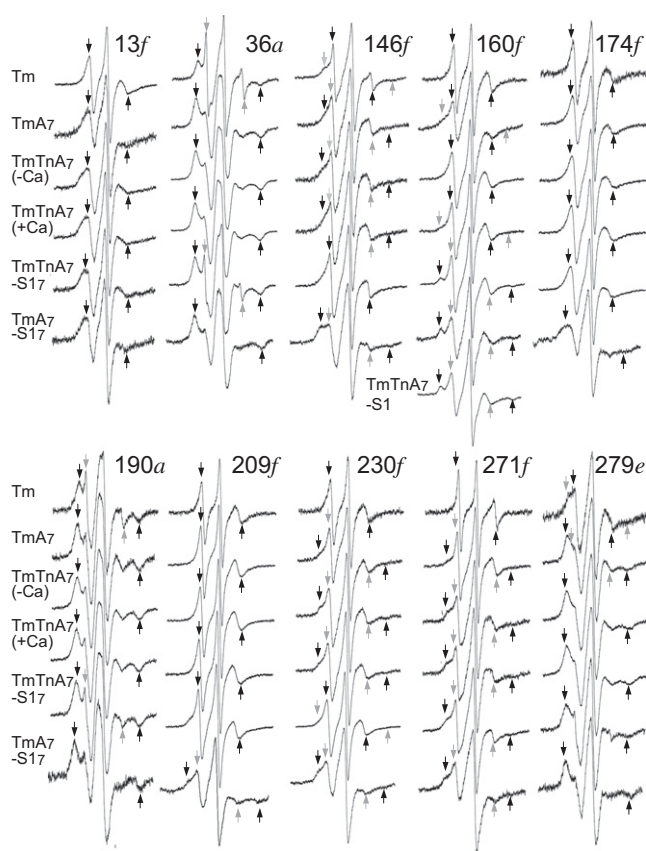 13f 36a 146f 160f 174f
Tm
TmA7
TmTnA7
(-Ca)
TmTnA7
(+Ca)
TmTnA7
-S17
TmA7
-S17
TmTnA7
-S1
190a 209f 230f 271f 279e
Tm
TmA7
TmTnA7
(-Ca)
TmTnA7
(+Ca)
TmTnA7
-S17
TmA7
-S17